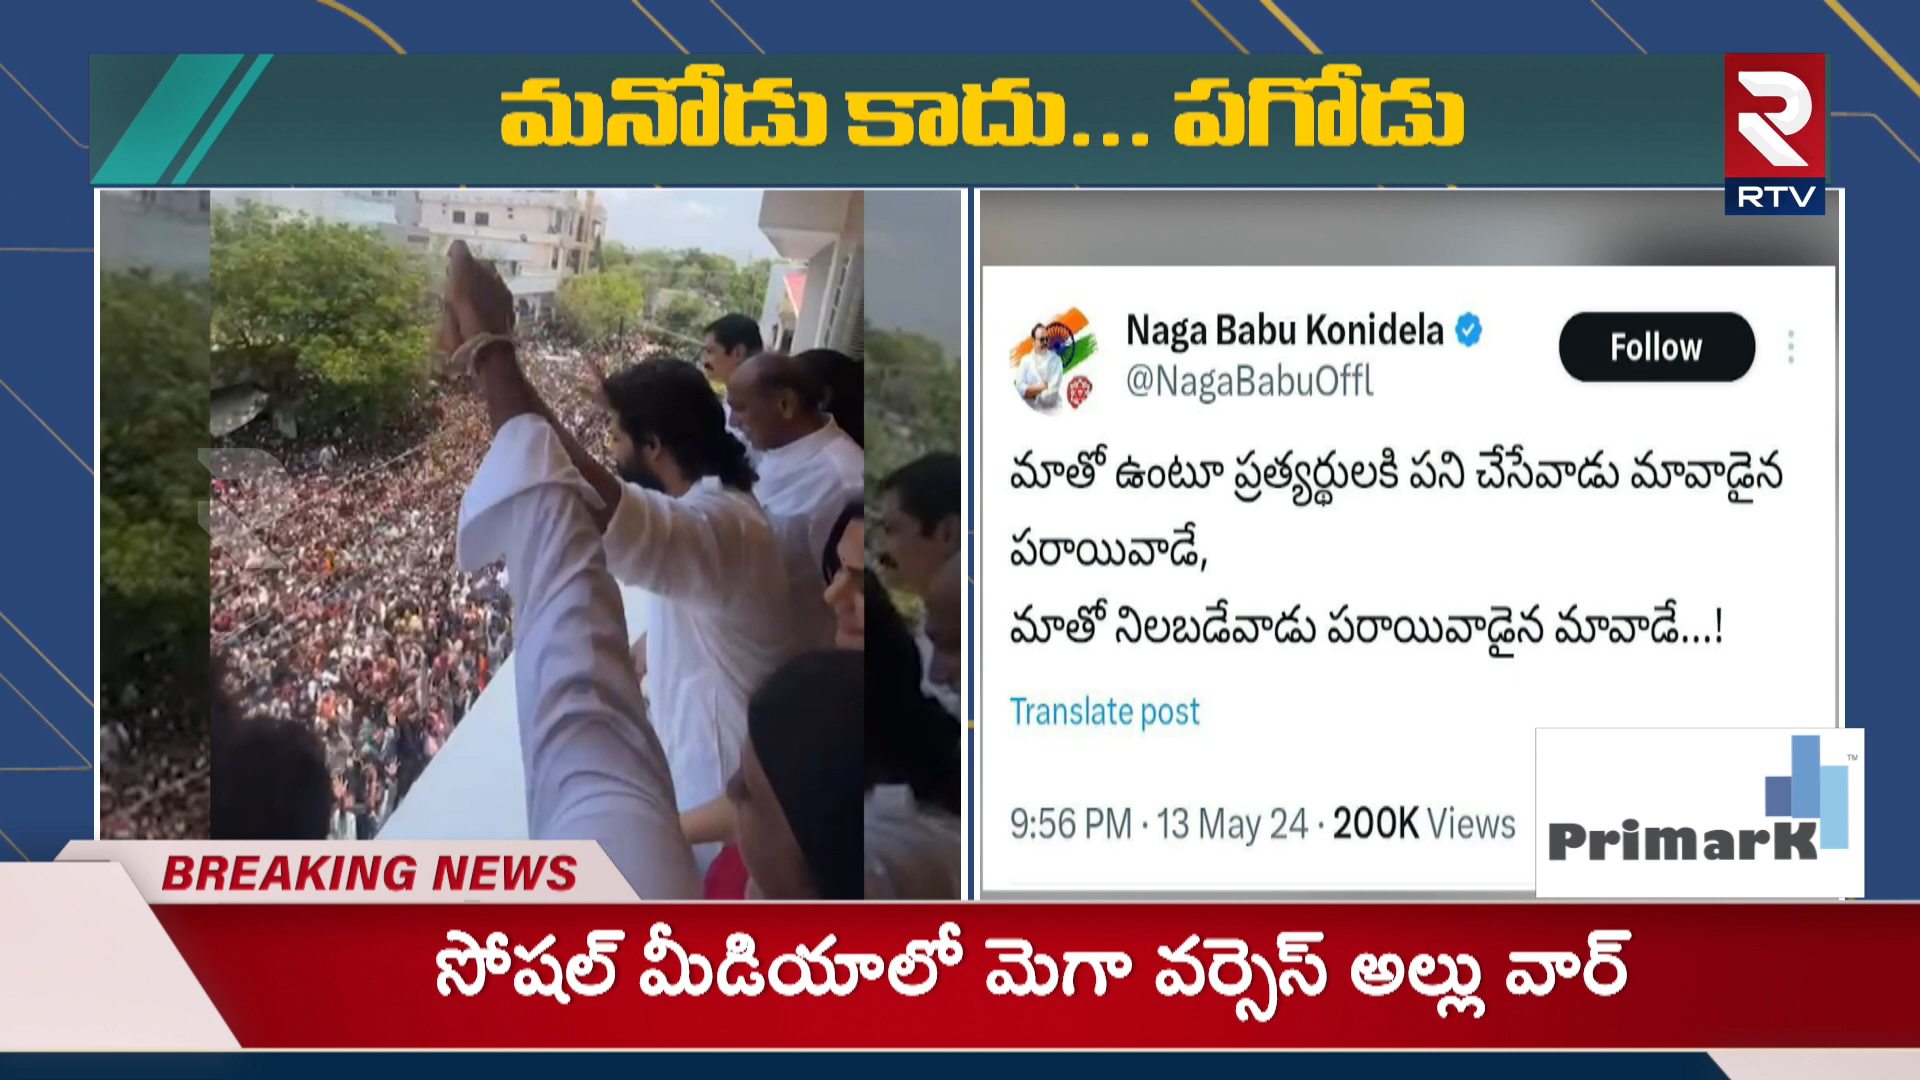 మనోడు కాదు... పగోడు
RTV
Naga Babu Konidela
Follow
@NagaBabuOffl
మాతో ఉంటూ ప్రత్యర్థులకి పని చేసేవాడు మావాడైన
పరాయివాడే,
మాతో నిలబడేవాడు పరాయివాడైన మావాడే...!
Translate post
9:56 PM · 13 May 24 · 200K Views
PrimarK
TM
BREAKING NEWS
సోషల్ మీడియాలో మెగా వర్సెస్ అల్లు వార్